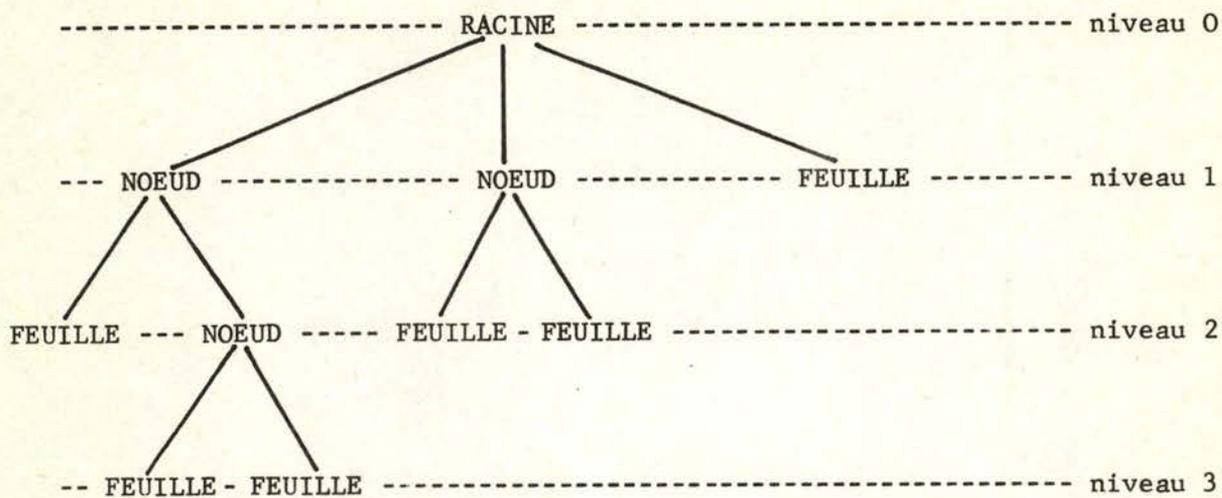 ---------------------- RACINE ----------------------------- niveau 0
--- NOEUD --------------- NOEUD ------------ FEUILLE -------- niveau 1
FEUILLE --- NOEUD ----- FEUILLE - FEUILLE ----------------------- niveau 2
-- FEUILLE - FEUILLE ---------------------------------------- niveau 3